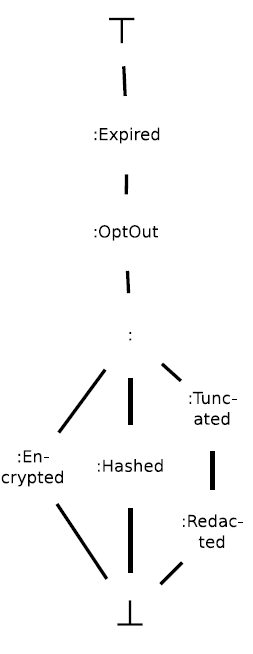 ⊤
:Expired
:OptOut
:
:Tunc-
ated
:En-
crypted
:Hashed
:Redac-
ted
⊥